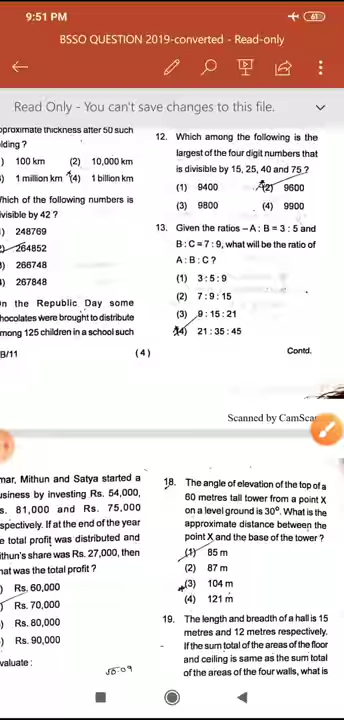 9:51 PM
61
BSSO QUESTION 2019-converted - Read-only
Read Only - You can't save changes to this file.
thickness after 50 such
lding ?
) 100 km (2) 10,000 km
) 1 million km (4) 1 billion km
hich of the following numbers is
visible by 42 ?
) 248769
) 264852
) 266748
) 267848
n the Republic Day some
hocolates were brought to distribute
mong 125 children in a school such
B/11
(4)
12. Which among the following is the
largest of the four digit numbers that
is divisible by 15, 25, 40 and 75 ?
(1) 9400 (2) 9600
(3) 9800 (4) 9900
13. Given the ratios – A : B = 3 : 5 and
B : C = 7 : 9, what will be the ratio of
A : B : C ?
(1) 3 : 5 : 9
(2) 7 : 9 : 15
(3) 9 : 15 : 21
(4) 21 : 35 : 45
Contd.
Scanned by CamSca
mar, Mithun and Satya started a
usiness by investing Rs. 54,000,
s. 81,000 and Rs. 75,000
spectively. If at the end of the year
e total profit was distributed and
ithun's share was Rs. 27,000, then
hat was the total profit ?
) Rs. 60,000
) Rs. 70,000
) Rs. 80,000
) Rs. 90,000
valuate :
18. The angle of elevation of the top of a
60 metres tall tower from a point X
on a level ground is 30°. What is the
approximate distance between the
point X and the base of the tower ?
(1) 85 m
(2) 87 m
(3) 104 m
(4) 121 m
19. The length and breadth of a hall is 15
metres and 12 metres respectively.
If the sum total of the areas of the floor
and ceiling is same as the sum total
of the areas of the four walls, what is